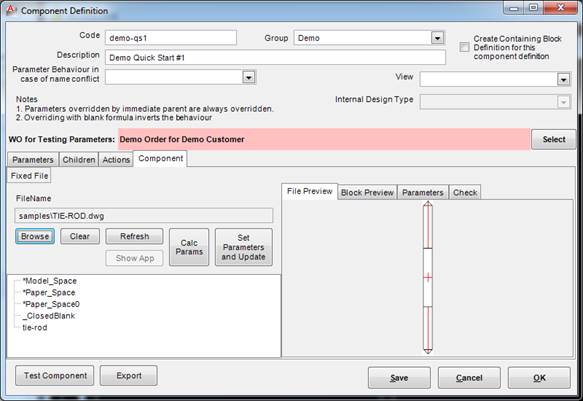 Component Definition
Code demo-qs1 Group Demo
Create Containing Block
Definition for this
component definition
Description Demo Quick Start #1
Parameter Behaviour in
case of name conflict
View
Notes
1. Parameters overridden by immediate parent are always overridden.
2. Overriding with blank formula inverts the behaviour
Internal Design Type
WO for Testing Parameters: Demo Order for Demo Customer Select
Parameters Children Actions Component
Fixed File
FileName
samples\TIE-ROD.dwg
Browse Clear Refresh
Show App
Calc
Params
Set
Parameters
and Update
*Model_Space
*Paper_Space
*Paper_Space0
_ClosedBlank
tie-rod
File Preview Block Preview Parameters Check
Test Component Export Save Cancel OK